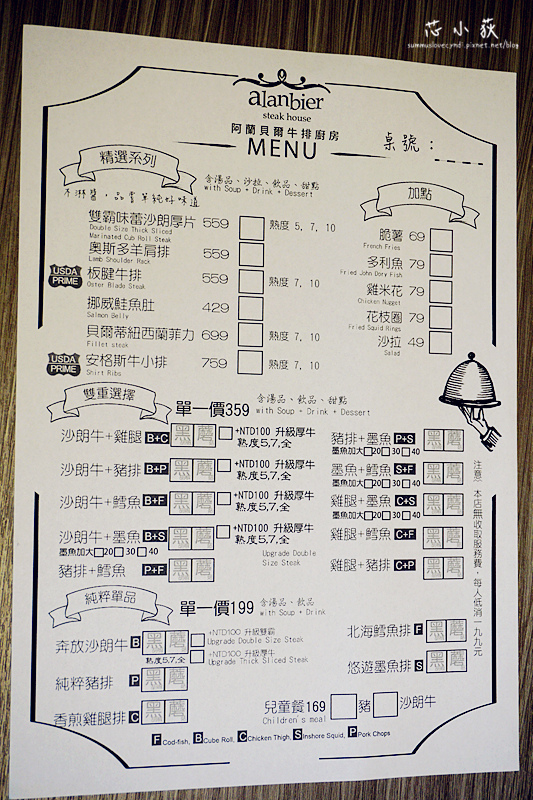 芯小荻
summuslovecyndi.pixnet.net/blog
alanbier
steak house
阿蘭貝爾牛排廚房
MENU
桌號：
精選系列
含湯品、沙拉、飲品、甜點
with Soup + Drink + Dessert
不淋醬，品嘗單純好味道
雙霸味蕾沙朗厚片 559 熟度 5, 7, 10
Double Size Thick Sliced
Marinated Cub Roll Steak
奧斯多羊肩排 559
Lamb Shoulder Rack
USDA PRIME 板腱牛排 559 熟度 7, 10
Oster Blade Steak
挪威鮭魚肚 429
Salmon Belly
貝爾蒂紐西蘭菲力 699 熟度 7, 10
Fillet steak
USDA PRIME 安格斯牛小排 759 熟度 7, 10
Shirt Ribs
加點
脆薯 69
French Fries
多利魚 79
Fried John Dory Fish
雞米花 79
Chicken Nugget
花枝圈 79
Fried Squid Rings
沙拉 49
Salad
雙重選擇 單一價359
含湯品、飲品、甜點
with Soup + Drink + Dessert
沙朗牛+雞腿 B+C 黑 蘑 +NTD100 升級厚牛
熟度5,7,全
沙朗牛+豬排 B+P 黑 蘑 +NTD100 升級厚牛
熟度5,7,全
沙朗牛+鱈魚 B+F 黑 蘑 +NTD100 升級厚牛
熟度5,7,全
沙朗牛+墨魚 B+S 黑 蘑 +NTD100 升級厚牛
墨魚加大 20 30 40 熟度5,7,全
豬排+鱈魚 P+F 黑 蘑
Upgrade Double
Size Steak
豬排+墨魚 P+S 黑 蘑
墨魚加大 20 30 40
墨魚+鱈魚 S+F 黑 蘑
墨魚加大 20 30 40
雞腿+墨魚 C+S 黑 蘑
墨魚加大 20 30 40
雞腿+鱈魚 C+F 黑 蘑
雞腿+豬排 C+P 黑 蘑
注意 本店無收取服務費，每人低消一九九元
純粹單品 單一價199
含湯品、飲品
with Soup + Drink
奔放沙朗牛 B 黑 蘑
熟度5,7,全
+NTD100 升級雙霸
Upgrade Double Size Steak
+NTD100 升級厚牛
Upgrade Thick Sliced Steak
純粹豬排 P 黑 蘑
香煎雞腿排 C 黑 蘑
北海鱈魚排 F 黑 蘑
悠遊墨魚排 S 黑 蘑
兒童餐169 豬 沙朗牛
Children's meal
F Cod-fish, B Cube Roll, C Chicken Thigh, S Inshore Squid, P Pork Chops